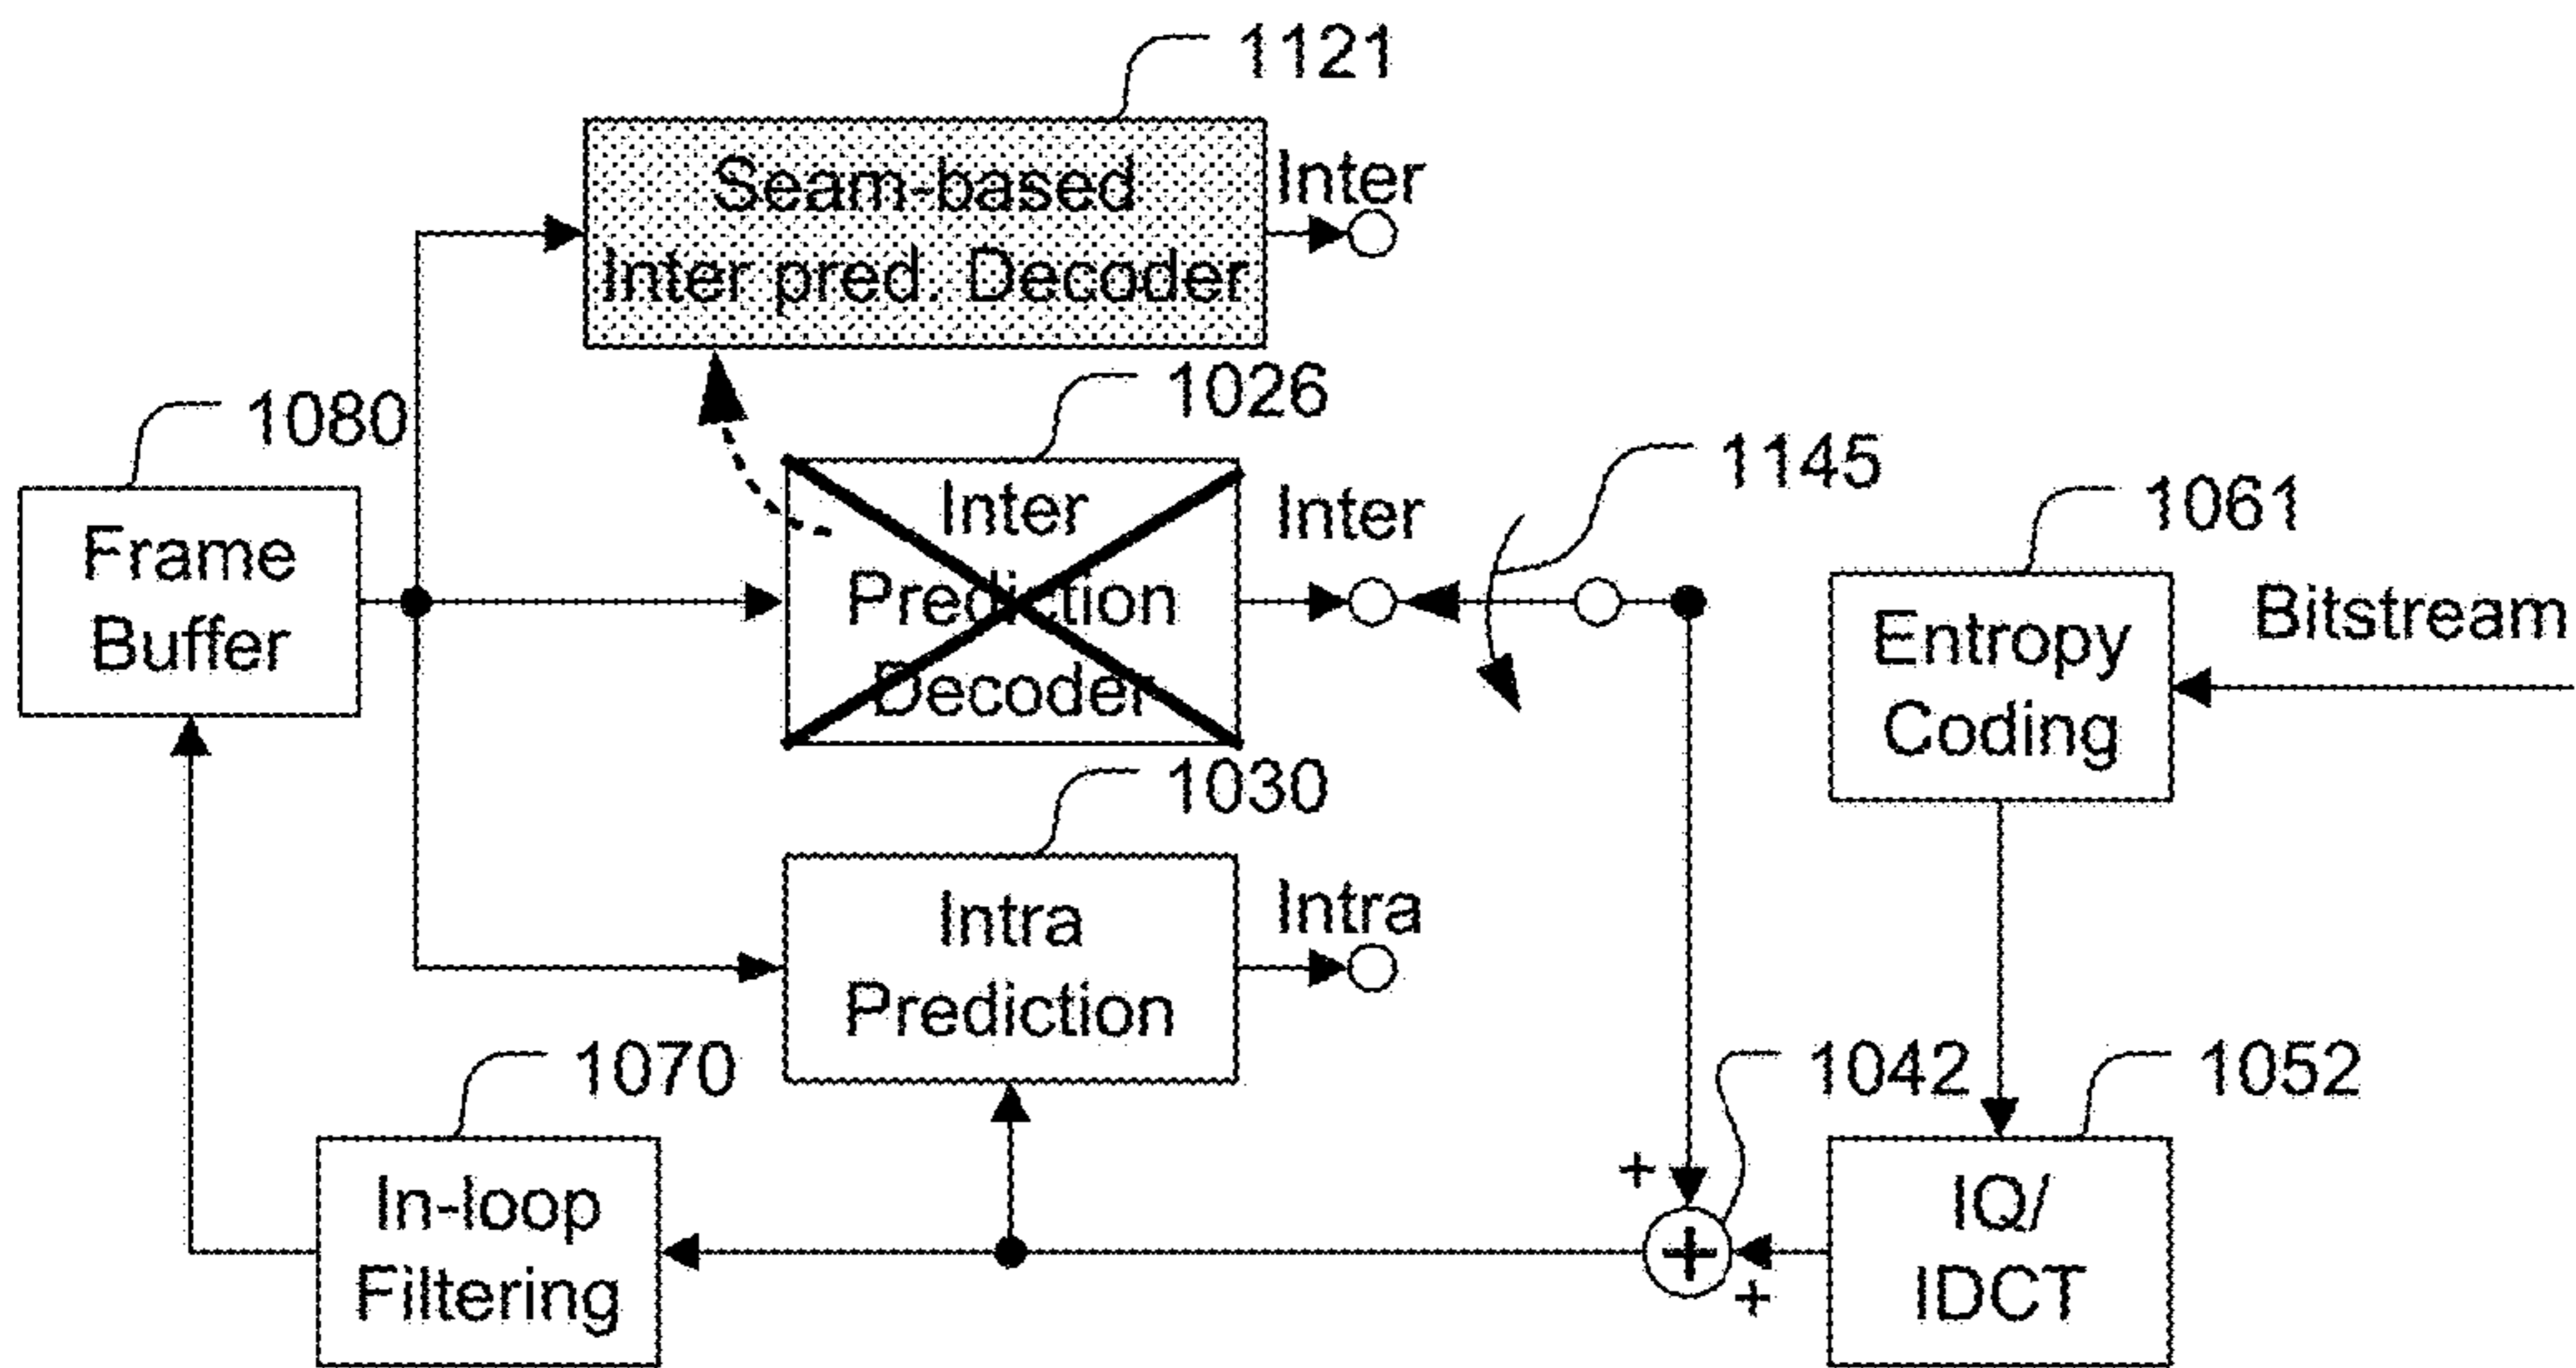 1121
Seam-based
Inter pred. Decoder
Inter
1080
Frame
Buffer
1026
Inter
Prediction
Decoder
Inter
1145
1061
Entropy
Coding
Bitstream
1030
Intra
Prediction
Intra
1070
In-loop
Filtering
1042
+
+
+
1052
IQ/
IDCT